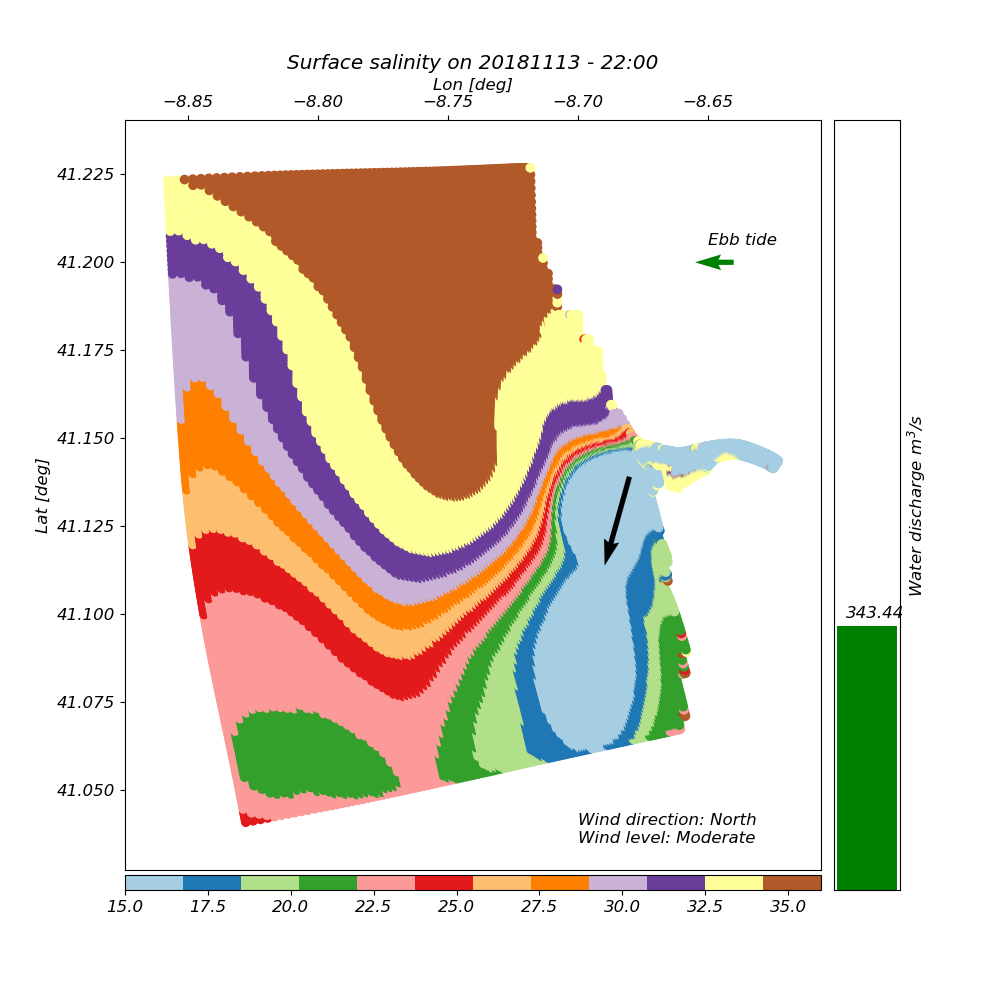 Surface salinity on 20181113 - 22:00
Lon [deg]
−8.85 −8.80 −8.75 −8.70 −8.65
41.225
41.200
41.175
41.150
41.125
41.100
41.075
41.050
Lat [deg]
Ebb tide
Water discharge m³/s
343.44
Wind direction: North
Wind level: Moderate
15.0 17.5 20.0 22.5 25.0 27.5 30.0 32.5 35.0